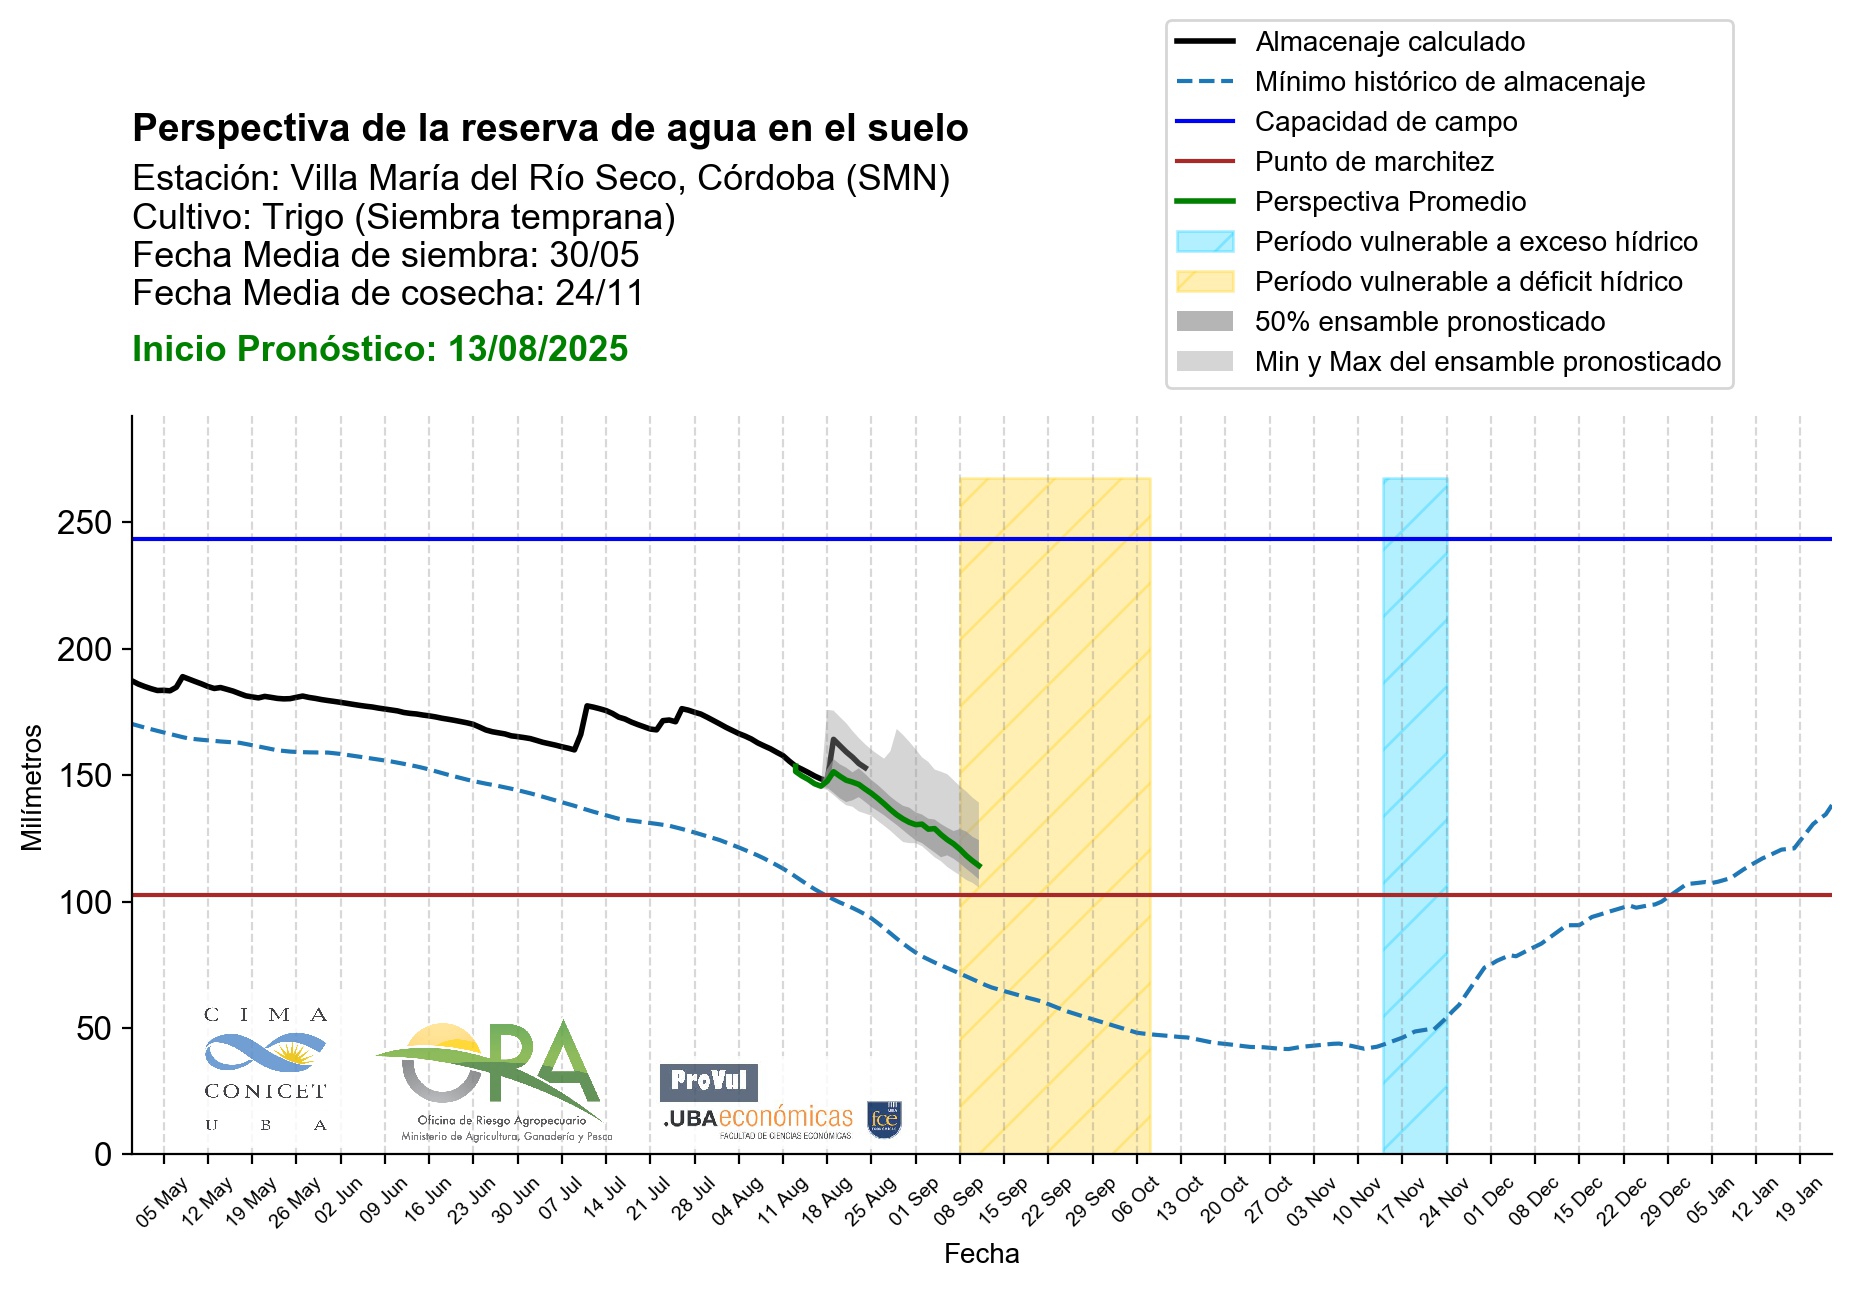 Almacenaje calculado
Mínimo histórico de almacenaje
Capacidad de campo
Punto de marchitez
Perspectiva Promedio
Período vulnerable a exceso hídrico
Período vulnerable a déficit hídrico
50% ensamble pronosticado
Min y Max del ensamble pronosticado
Perspectiva de la reserva de agua en el suelo
Estación: Villa María del Río Seco, Córdoba (SMN)
Cultivo: Trigo (Siembra temprana)
Fecha Media de siembra: 30/05
Fecha Media de cosecha: 24/11
Inicio Pronóstico: 13/08/2025
Milímetros
250
200
150
100
50
0
C I M A
CONICET
U B A
ORA
Oficina de Riesgo Agropecuario
Ministerio de Agricultura, Ganadería y Pesca
ProVul
.UBAeconómicas
FACULTAD DE CIENCIAS ECONÓMICAS
UBA
fce
ECONÓMICAS
05 May
12 May
19 May
26 May
02 Jun
09 Jun
16 Jun
23 Jun
30 Jun
07 Jul
14 Jul
21 Jul
28 Jul
04 Aug
11 Aug
18 Aug
25 Aug
01 Sep
08 Sep
15 Sep
22 Sep
29 Sep
06 Oct
13 Oct
20 Oct
27 Oct
03 Nov
10 Nov
17 Nov
24 Nov
01 Dec
08 Dec
15 Dec
22 Dec
29 Dec
05 Jan
12 Jan
19 Jan
Fecha